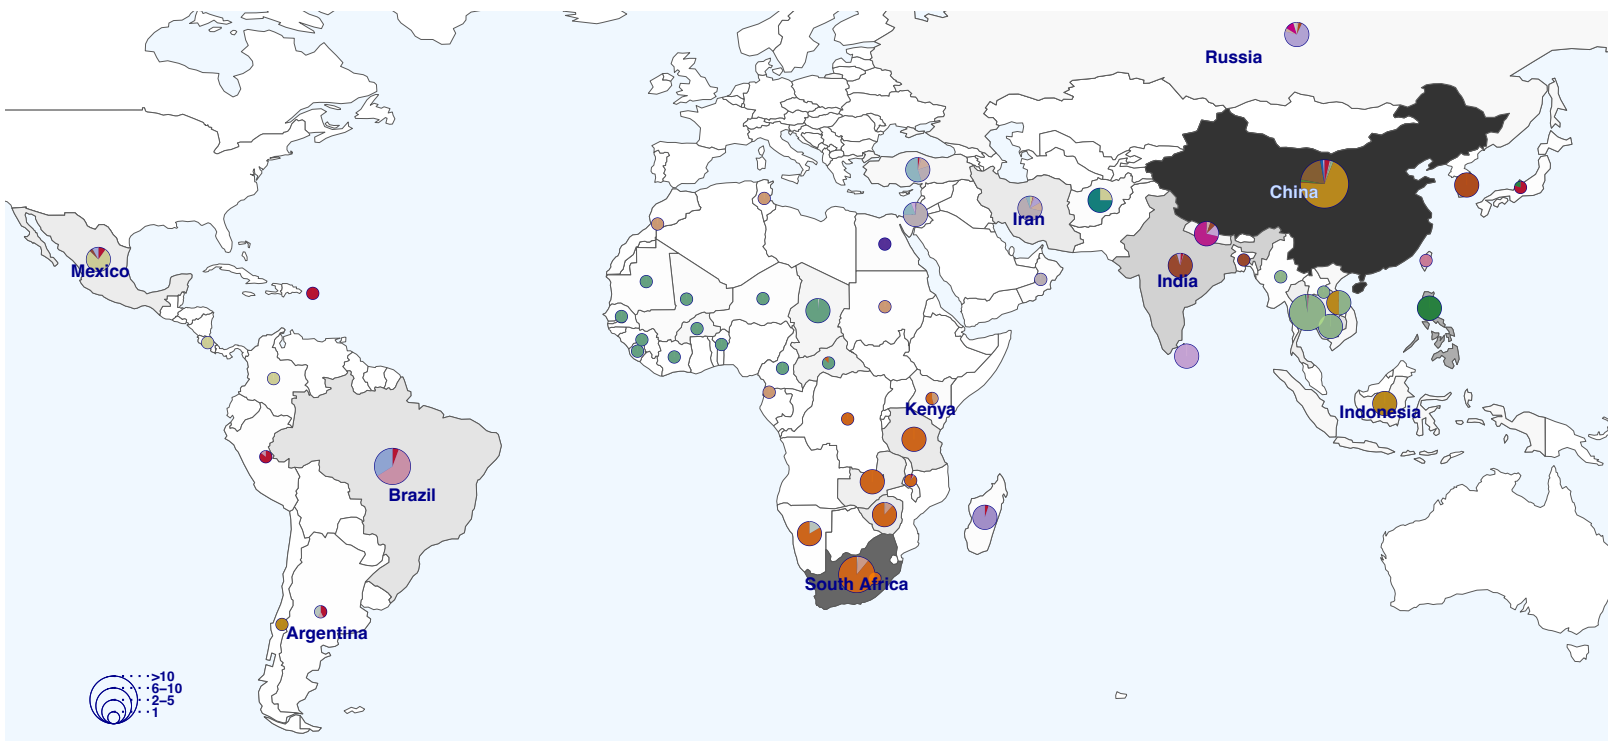 Russia
China
Iran
Mexico
India
Kenya
Indonesia
Brazil
South Africa
Argentina
>10
6–10
2–5
1